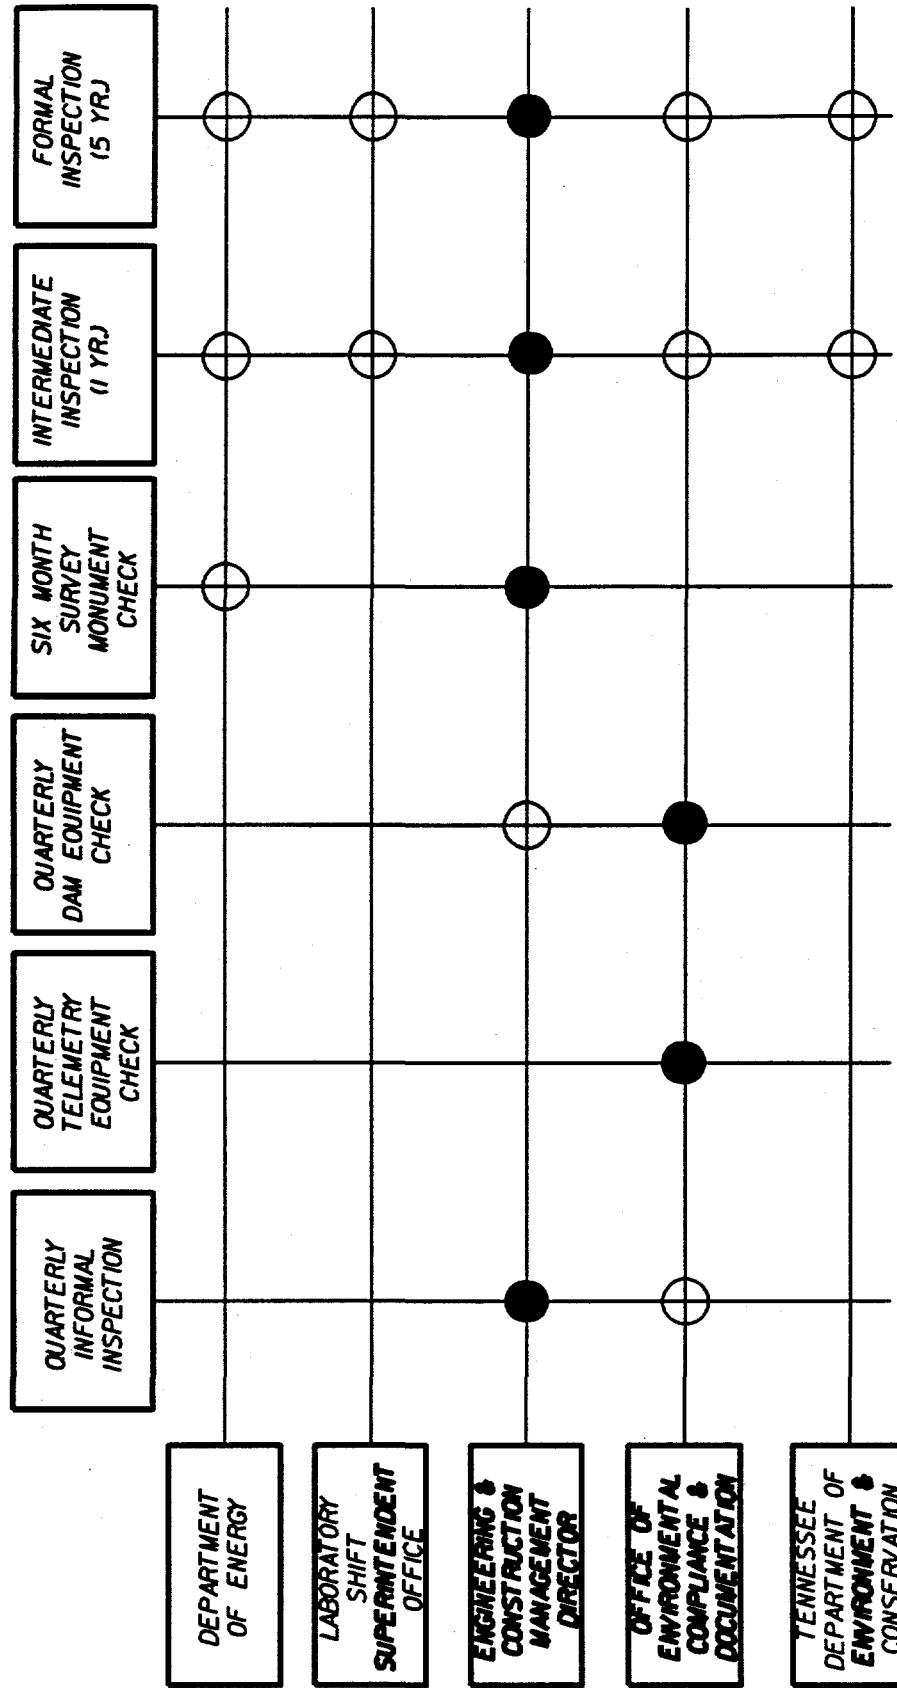 QUARTERLY
INFORMAL
INSPECTION
QUARTERLY
TELEMETRY
EQUIPMENT
CHECK
QUARTERLY
DAM EQUIPMENT
CHECK
SIX MONTH
SURVEY
MONUMENT
CHECK
INTERMEDIATE
INSPECTION
(1 YR.)
FORMAL
INSPECTION
(5 YR.)
DEPARTMENT
OF ENERGY
LABORATORY
SHIFT
SUPERINTENDENT
OFFICE
ENGINEERING &
CONSTRUCTION
MANAGEMENT
DIRECTOR
OFFICE OF
ENVIRONMENTAL
COMPLIANCE &
DOCUMENTATION
TENNESSEE
DEPARTMENT OF
ENVIRONMENT &
CONSERVATION